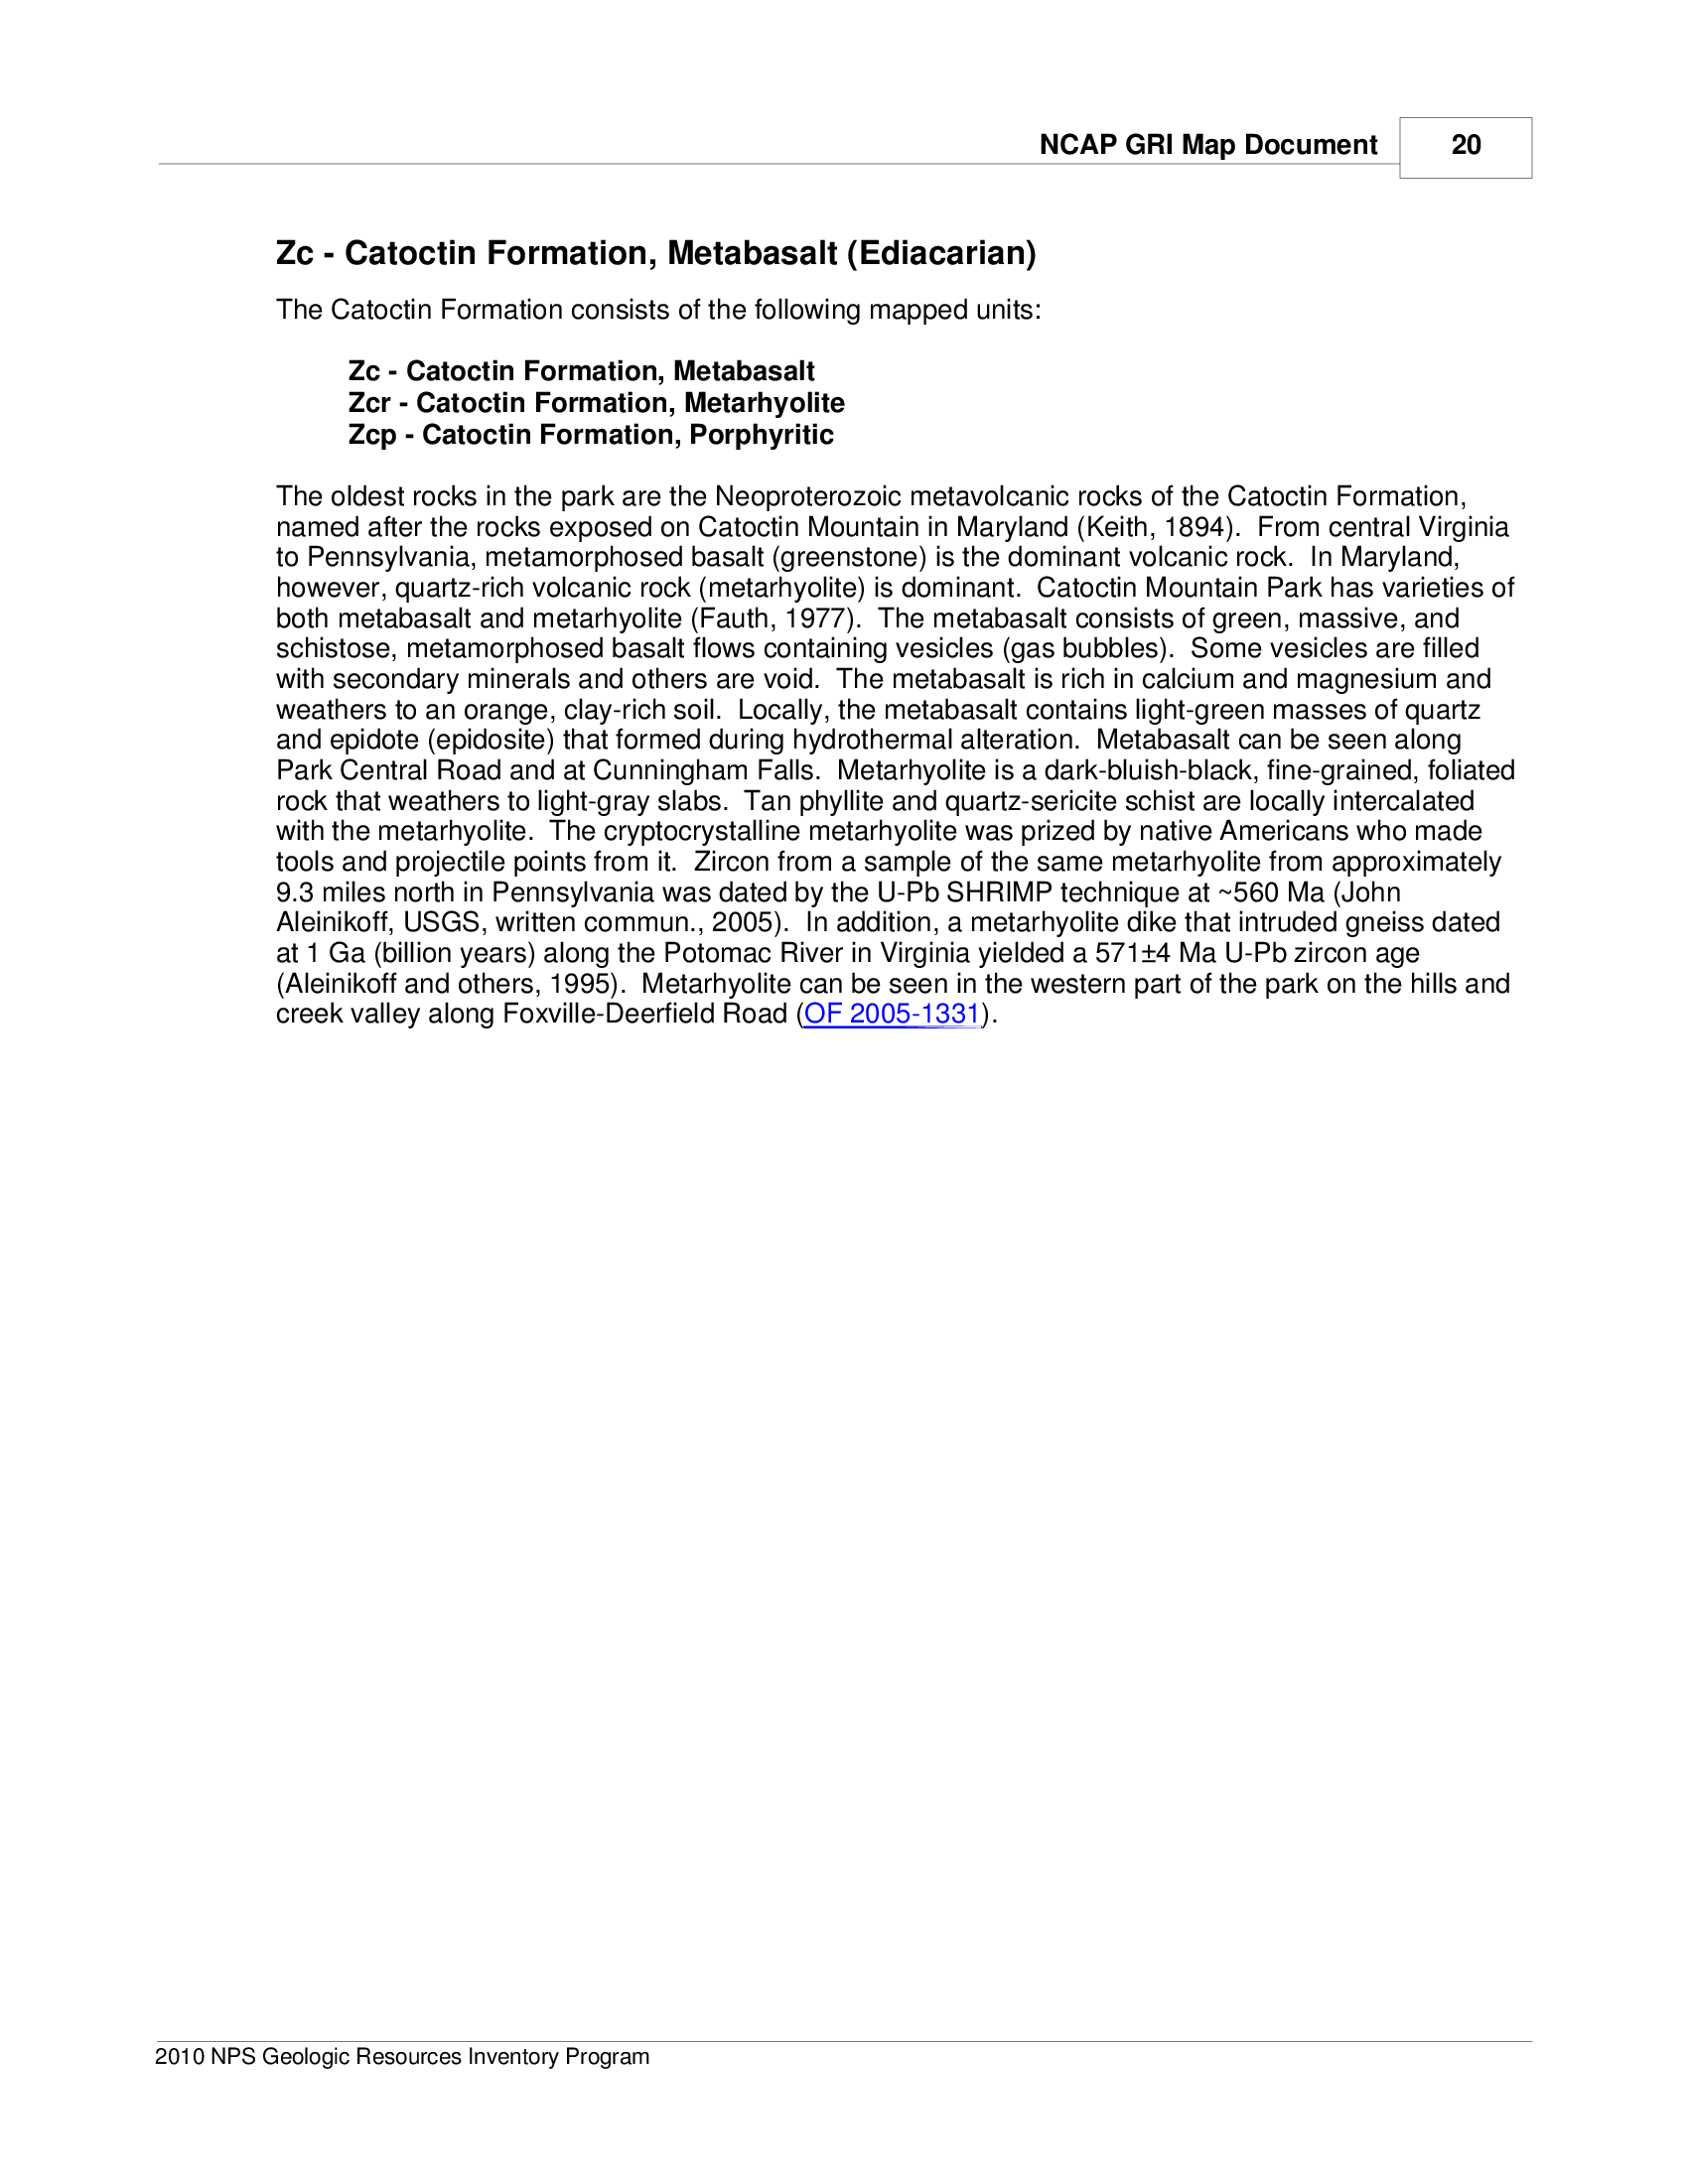 NCAP GRI Map Document 20
Zc - Catoctin Formation, Metabasalt (Ediacarian)
The Catoctin Formation consists of the following mapped units:
Zc - Catoctin Formation, Metabasalt
Zcr - Catoctin Formation, Metarhyolite
Zcp - Catoctin Formation, Porphyritic
The oldest rocks in the park are the Neoproterozoic metavolcanic rocks of the Catoctin Formation,
named after the rocks exposed on Catoctin Mountain in Maryland (Keith, 1894).  From central Virginia
to Pennsylvania, metamorphosed basalt (greenstone) is the dominant volcanic rock.  In Maryland,
however, quartz-rich volcanic rock (metarhyolite) is dominant.  Catoctin Mountain Park has varieties of
both metabasalt and metarhyolite (Fauth, 1977).  The metabasalt consists of green, massive, and
schistose, metamorphosed basalt flows containing vesicles (gas bubbles).  Some vesicles are filled
with secondary minerals and others are void.  The metabasalt is rich in calcium and magnesium and
weathers to an orange, clay-rich soil.  Locally, the metabasalt contains light-green masses of quartz
and epidote (epidosite) that formed during hydrothermal alteration.  Metabasalt can be seen along
Park Central Road and at Cunningham Falls.  Metarhyolite is a dark-bluish-black, fine-grained, foliated
rock that weathers to light-gray slabs.  Tan phyllite and quartz-sericite schist are locally intercalated
with the metarhyolite.  The cryptocrystalline metarhyolite was prized by native Americans who made
tools and projectile points from it.  Zircon from a sample of the same metarhyolite from approximately
9.3 miles north in Pennsylvania was dated by the U-Pb SHRIMP technique at ~560 Ma (John
Aleinikoff, USGS, written commun., 2005).  In addition, a metarhyolite dike that intruded gneiss dated
at 1 Ga (billion years) along the Potomac River in Virginia yielded a 571±4 Ma U-Pb zircon age
(Aleinikoff and others, 1995).  Metarhyolite can be seen in the western part of the park on the hills and
creek valley along Foxville-Deerfield Road (OF 2005-1331).
2010 NPS Geologic Resources Inventory Program